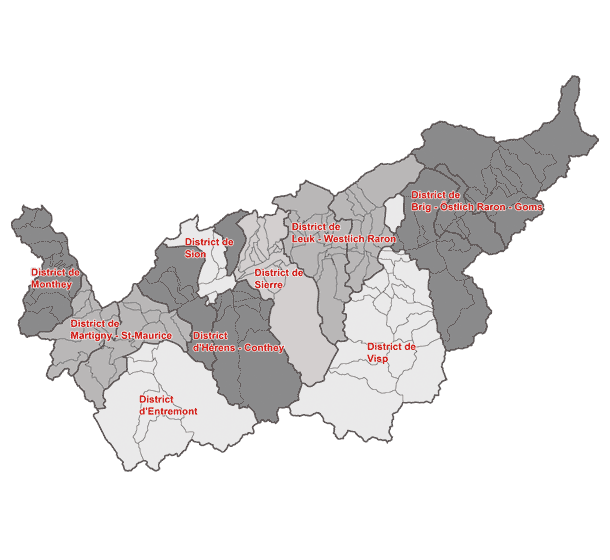 District de
Brig - Ostlich Raron - Goms
District de
Leuk - Westlich Raron
District de
Sion
District de
Sierre
District de
Monthey
District de
Martigny - St-Maurice
District
d'Hérens - Conthey
District de
Visp
District
d'Entremont